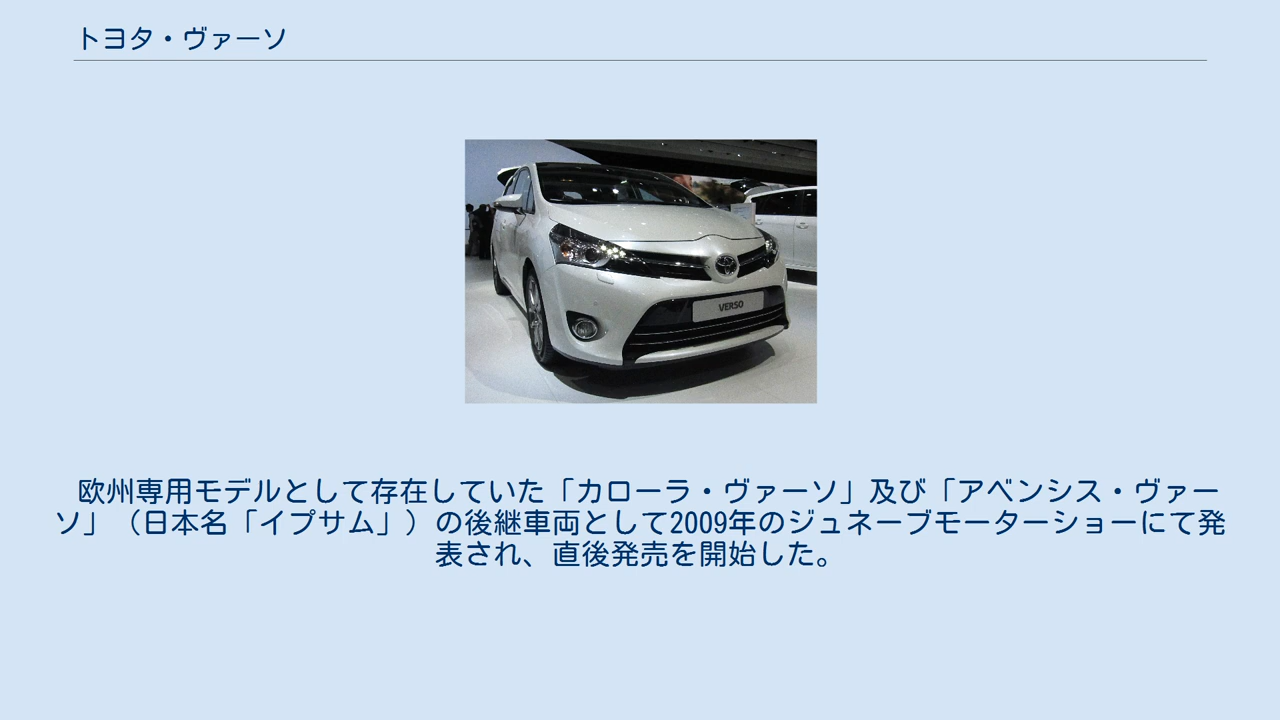 トヨタ・ヴァーソ
VERSO
欧州専用モデルとして存在していた「カローラ・ヴァーソ」及び「アベンシス・ヴァー
ソ」（日本名「イプサム」）の後継車両として2009年のジュネーブモーターショーにて発
表され、直後発売を開始した。